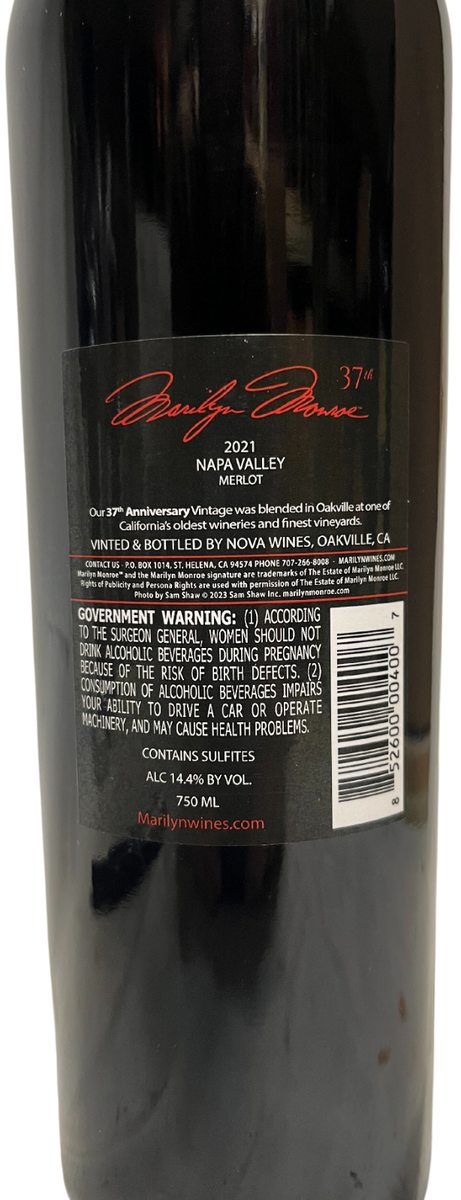 Marilyn Monroe™ 37th
2021
NAPA VALLEY
MERLOT
Our 37th Anniversary Vintage was blended in Oakville at one of
California's oldest wineries and finest vineyards.
VINTED & BOTTLED BY NOVA WINES, OAKVILLE, CA
CONTACT US - P.O. BOX 1014, ST. HELENA, CA 94574 PHONE 707-266-8008 - MARILYNWINES.COM
Marilyn Monroe™ and the Marilyn Monroe signature are trademarks of The Estate of Marilyn Monroe LLC.
Rights of Publicity and Persona Rights are used with permission of The Estate of Marilyn Monroe LLC.
Photo by Sam Shaw © 2023 Sam Shaw Inc. marilynmonroe.com
GOVERNMENT WARNING: (1) ACCORDING
TO THE SURGEON GENERAL, WOMEN SHOULD NOT
DRINK ALCOHOLIC BEVERAGES DURING PREGNANCY
BECAUSE OF THE RISK OF BIRTH DEFECTS. (2)
CONSUMPTION OF ALCOHOLIC BEVERAGES IMPAIRS
YOUR ABILITY TO DRIVE A CAR OR OPERATE
MACHINERY, AND MAY CAUSE HEALTH PROBLEMS.
CONTAINS SULFITES
ALC 14.4% BY VOL.
750 ML
Marilynwines.com
8 52600 00400 7